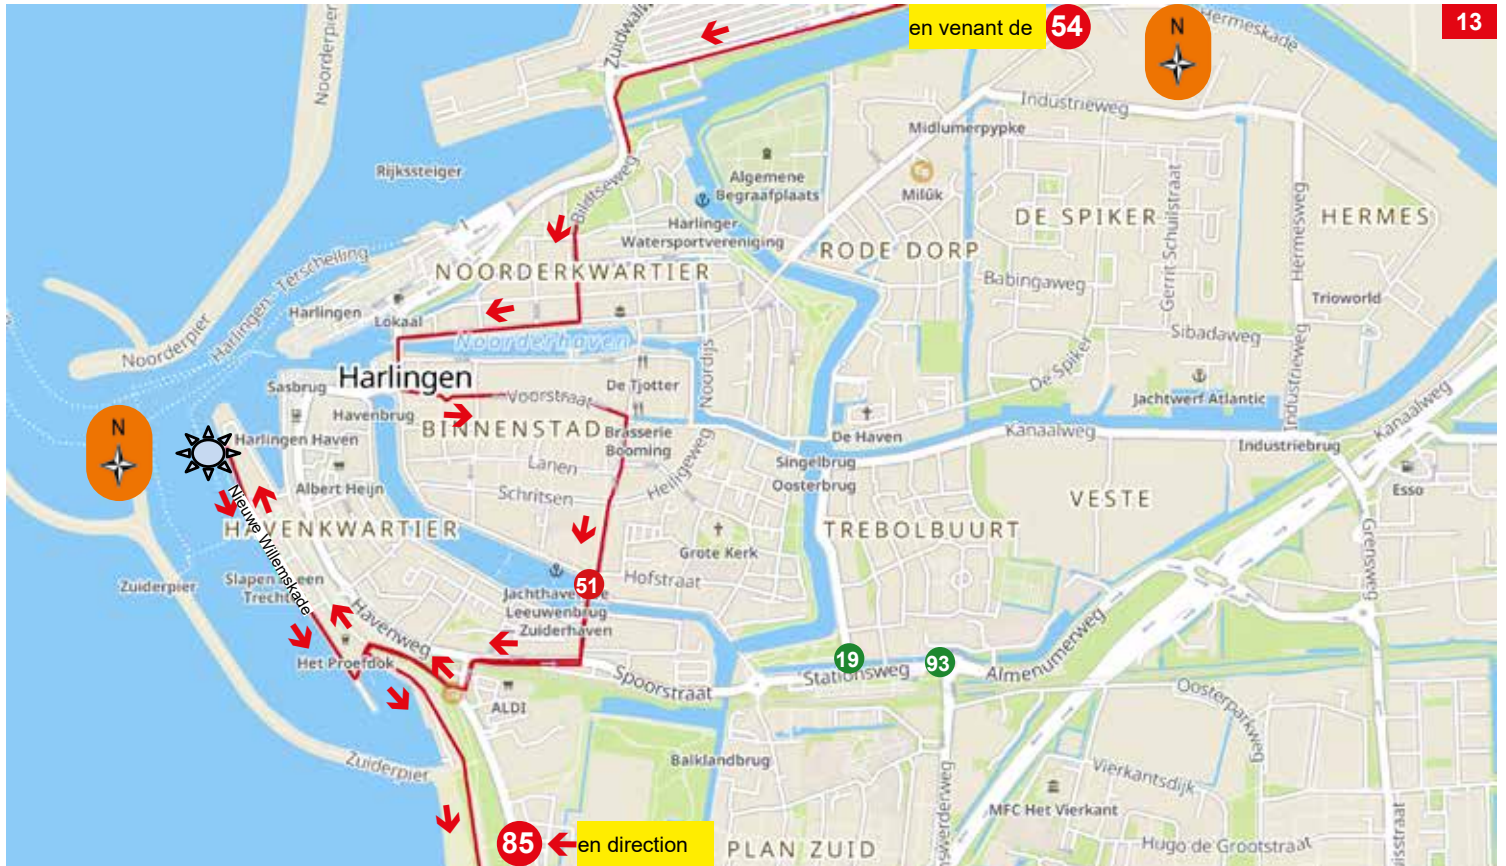 en venant de
54
N
13
Hermeskade
Noorderpier
Zuidwalweg
Industrieweg
Midlumerpypke
Rijkssteiger
Bildtseweg
Algemene
Begraafplaats
Milûk
Harlinger
Watersportvereniging
DE SPIKER
HERMES
Gerrit Schuilstraat
Hermesweg
RODE DORP
NOORDERKWARTIER
Babingaweg
Harlingen - Terschelling
Harlingen
Lokaal
Trioworld
Noorderpier
Noorderhaven
Noordijs
Sibadaweg
De Spiker
Industrieweg
Harlingen
Sasbrug
De Tjotter
Voorstraat
Jachtwerf Atlantic
Kanaalweg
Havenbrug
BINNENSTAD
Brasserie
Booming
De Haven
Kanaalweg
Industriebrug
N
Harlingen Haven
Lanen
Heiligeweg
Singelbrug
Oosterbrug
Albert Heijn
Schritsen
VESTE
Esso
Nieuwe Willemskade
HAVENKWARTIER
TREBOLBUURT
Grote Kerk
Grensweg
Zuiderpier
Slapen
een
51
Hofstraat
Leeuwenbrug
Zuiderhaven
Havenweg
Het Proefdok
19
93
Stationsweg
Almenumerweg
Spoorstraat
ALDI
Oosterparkweg
Zuiderpier
Balklandbrug
Vierkantsdijk
MFC Het Vierkant
85
en direction
PLAN ZUID
Hugo de Grootstraat